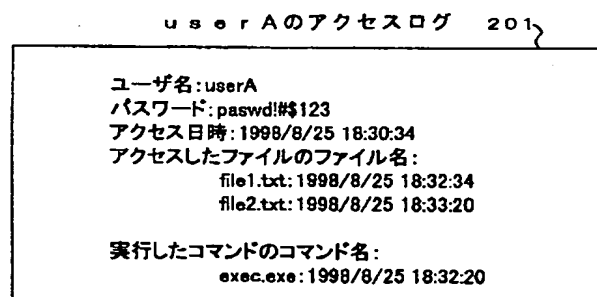 ｕｓｅｒＡのアクセスログ 201
ユーザ名:userA
パスワード:paswd!#$123
アクセス日時:1998/8/25 18:30:34
アクセスしたファイルのファイル名:
file1.txt:1998/8/25 18:32:34
file2.txt:1998/8/25 18:33:20
実行したコマンドのコマンド名:
exec.exe:1998/8/25 18:32:20